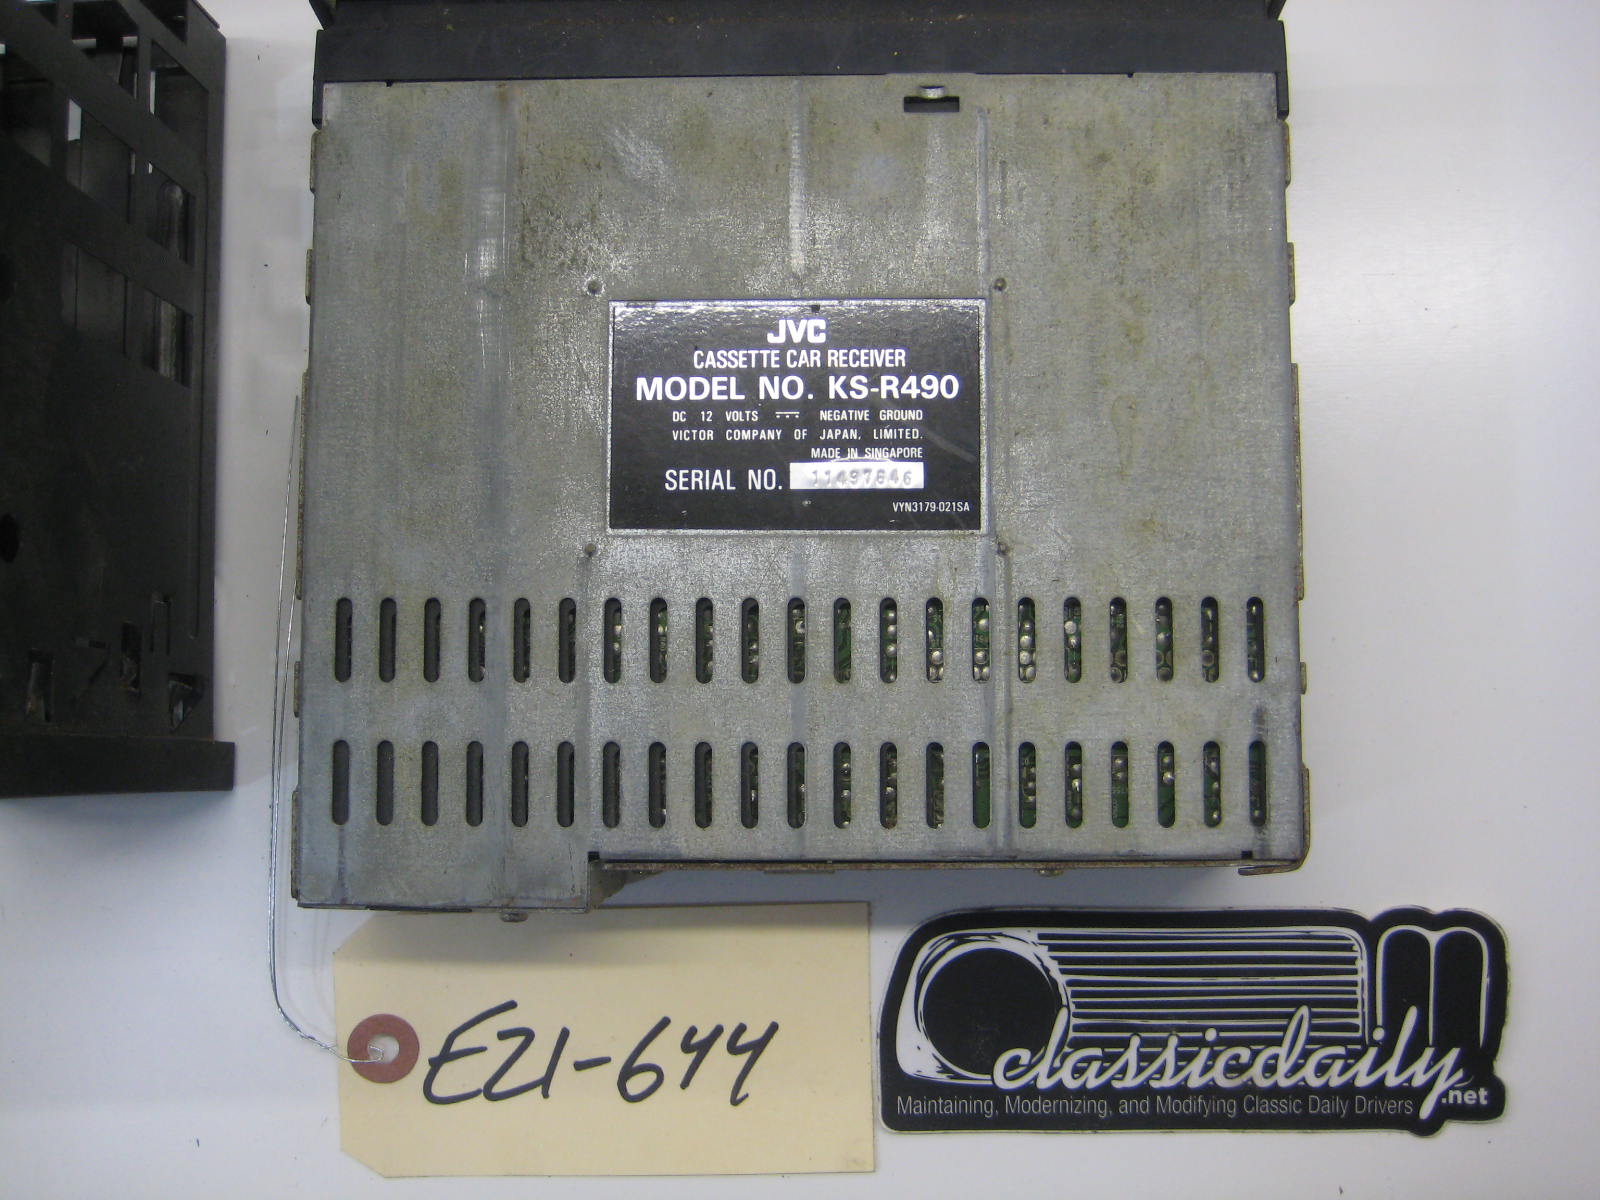 JVC
CASSETTE CAR RECEIVER
MODEL NO. KS-R490
DC 12 VOLTS NEGATIVE GROUND
VICTOR COMPANY OF JAPAN, LIMITED.
MADE IN SINGAPORE
SERIAL NO. 11497846
VYN3179-021SA
E21-644
classicdaily.net
Maintaining, Modernizing, and Modifying Classic Daily Drivers